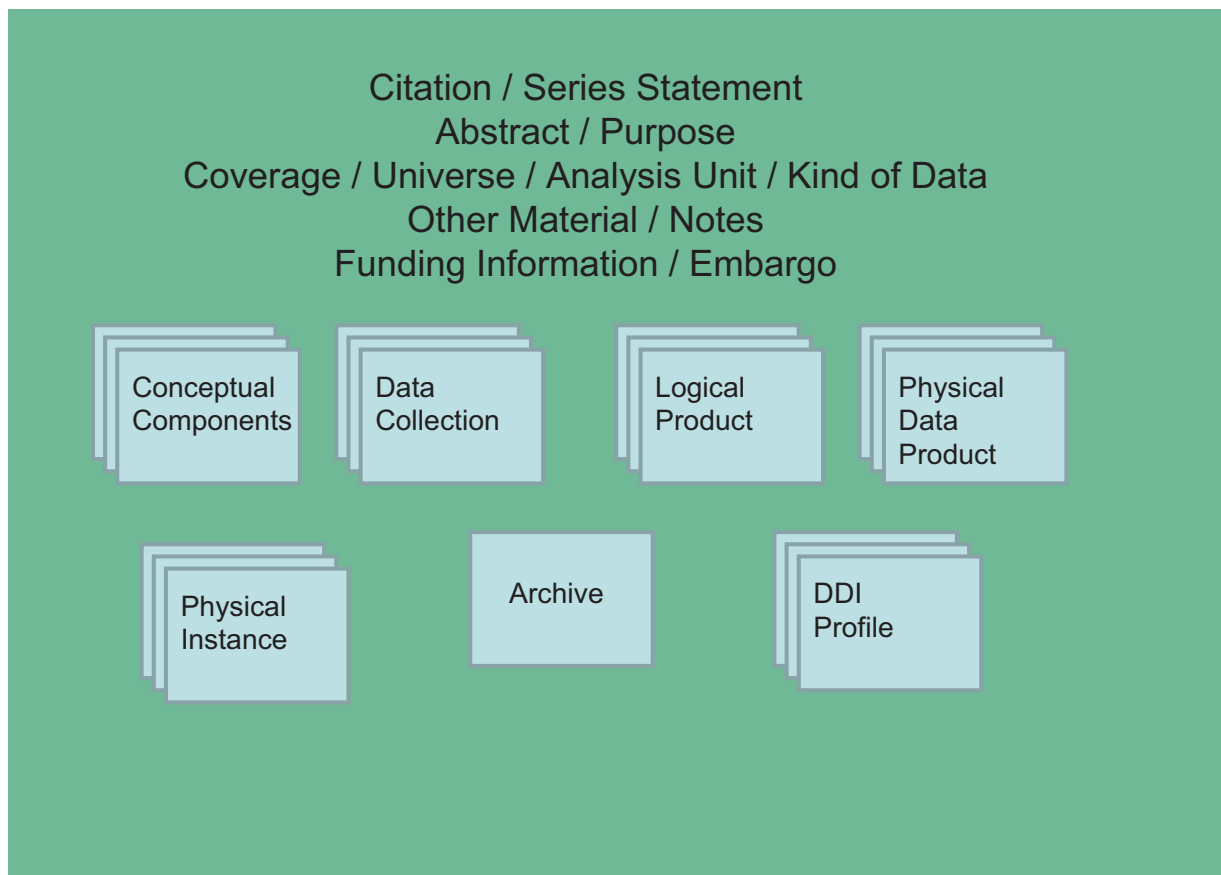 Citation / Series Statement
Abstract / Purpose
Coverage / Universe / Analysis Unit / Kind of Data
Other Material / Notes
Funding Information / Embargo
Conceptual
Components
Data
Collection
Logical
Product
Physical
Data
Product
Physical
Instance
Archive
DDI
Profile